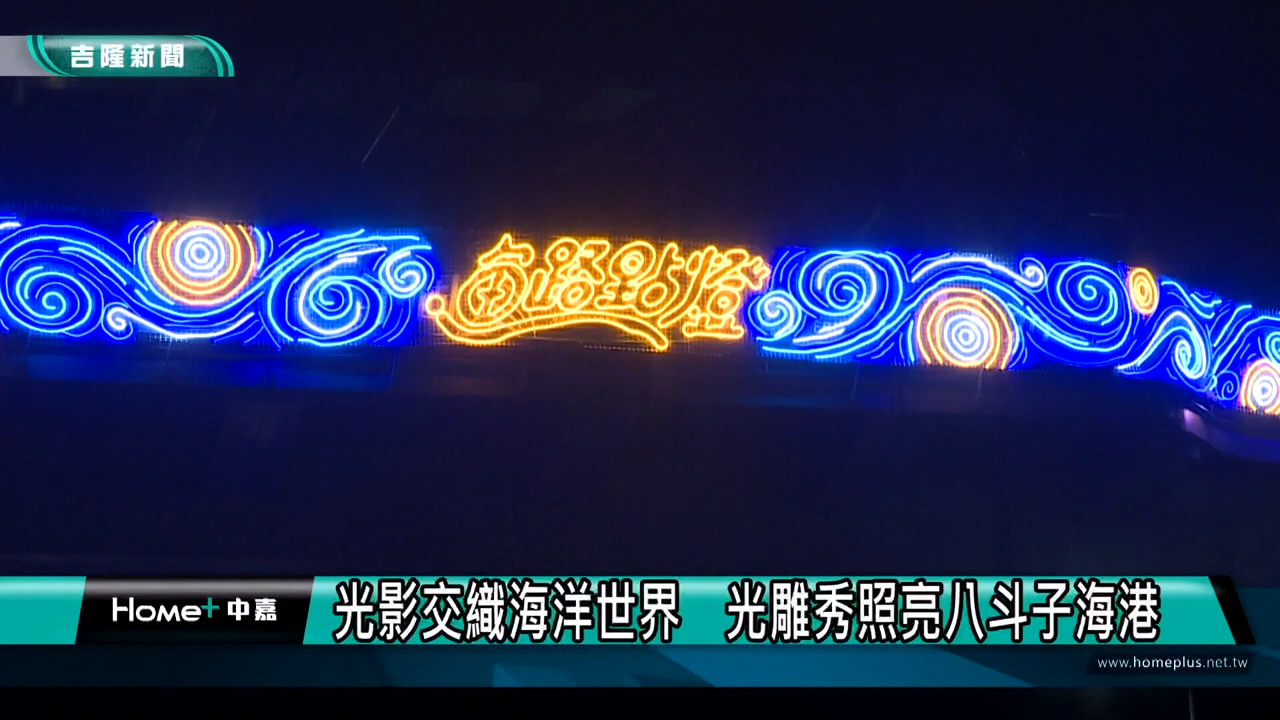 吉隆新聞
路點燈
Home+ 中嘉
光影交織海洋世界 光雕秀照亮八斗子海港
www.homeplus.net.tw